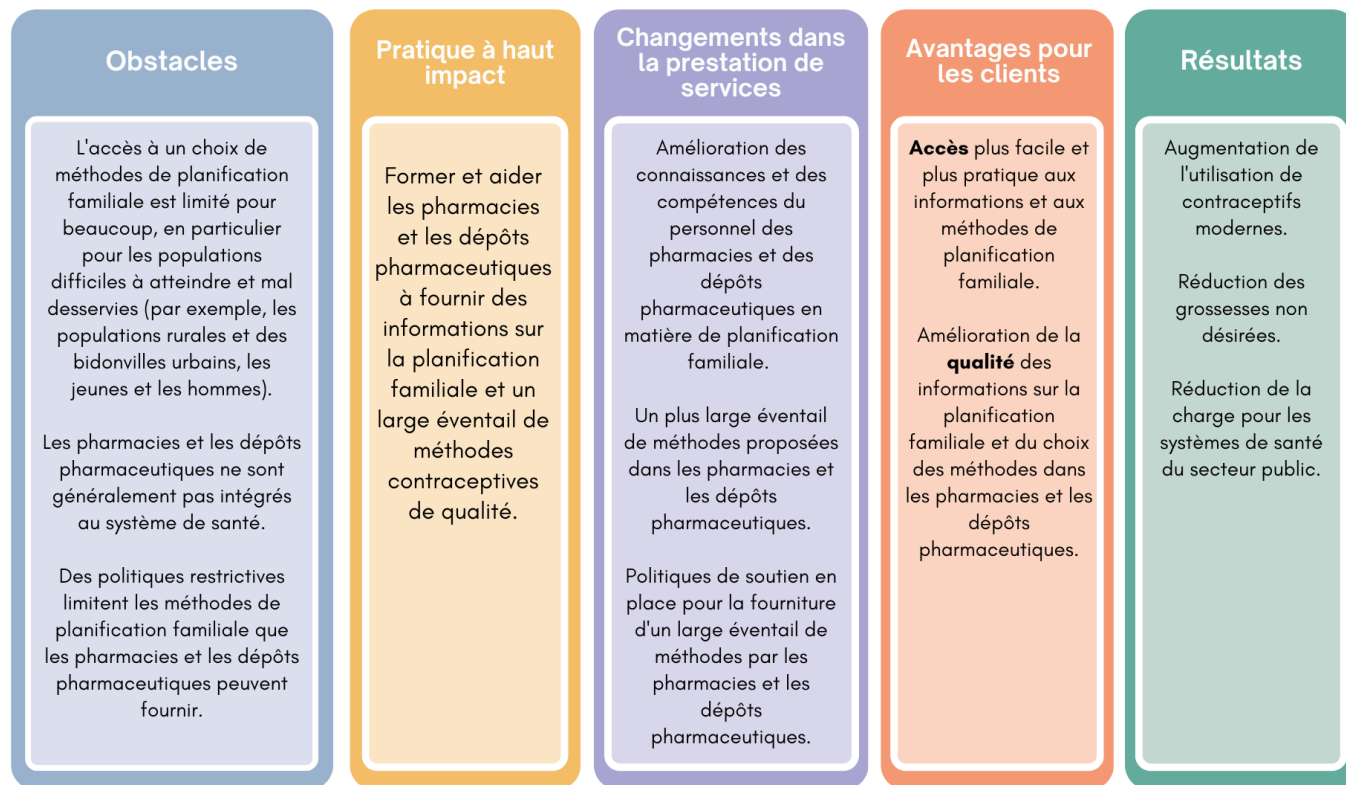 Obstacles
L'accès à un choix de
méthodes de planification
familiale est limité pour
beaucoup, en particulier
pour les populations
difficiles à atteindre et mal
desservies (par exemple, les
populations rurales et des
bidonvilles urbains, les
jeunes et les hommes).
Les pharmacies et les dépôts
pharmaceutiques ne sont
généralement pas intégrés
au système de santé.
Des politiques restrictives
limitent les méthodes de
planification familiale que
les pharmacies et les dépôts
pharmaceutiques peuvent
fournir.
Pratique à haut
impact
Former et aider
les pharmacies
et les dépôts
pharmaceutiques
à fournir des
informations sur
la planification
familiale et un
large éventail de
méthodes
contraceptives
de qualité.
Changements dans
la prestation de
services
Amélioration des
connaissances et des
compétences du
personnel des
pharmacies et des
dépôts
pharmaceutiques en
matière de planification
familiale.
Un plus large éventail
de méthodes proposées
dans les pharmacies et
les dépôts
pharmaceutiques.
Politiques de soutien en
place pour la fourniture
d'un large éventail de
méthodes par les
pharmacies et les
dépôts
pharmaceutiques.
Avantages pour
les clients
Accès plus facile et
plus pratique aux
informations et aux
méthodes de
planification
familiale.
Amélioration de la
qualité des
informations sur la
planification
familiale et du choix
des méthodes dans
les pharmacies et les
dépôts
pharmaceutiques.
Résultats
Augmentation de
l'utilisation de
contraceptifs
modernes.
Réduction des
grossesses non
désirées.
Réduction de la
charge pour les
systèmes de santé
du secteur public.